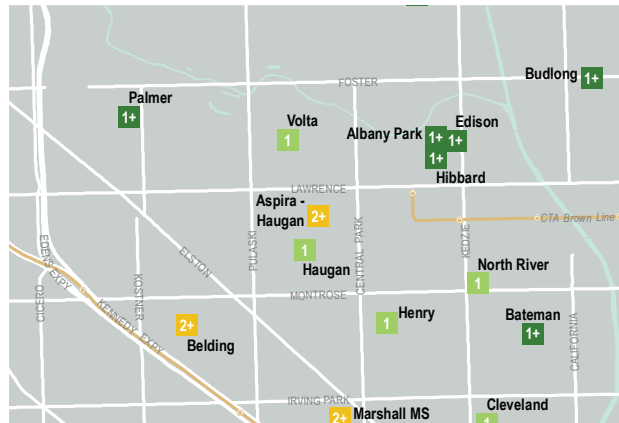 FOSTER
Budlong
1+
Palmer
1+
Volta
1
Albany Park
1+
Edison
1+
1+
Hibbard
LAWRENCE
Aspira -
Haugan
2+
CTA Brown Line
EDENS EXPY
CICERO
KOSTNER
ELSTON
PULASKI
CENTRAL PARK
KEDZIE
1
Haugan
North River
1
MONTROSE
KENNEDY EXPY
2+
Belding
1
Henry
Bateman
1+
CALIFORNIA
IRVING PARK
2+
Marshall MS
Cleveland
1